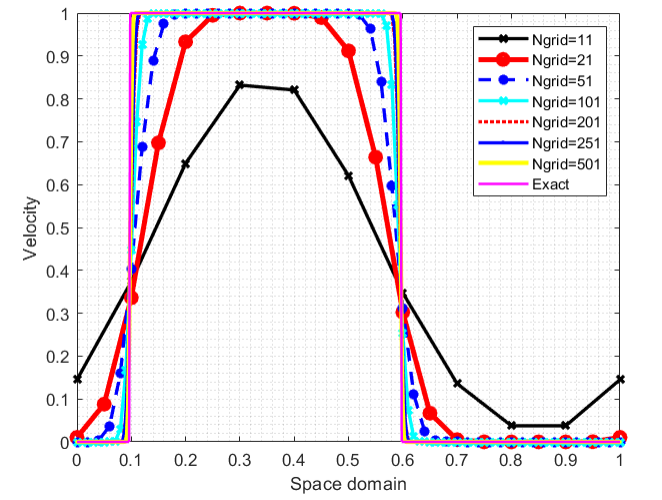 1
0.9
0.8
0.7
0.6
0.5
0.4
0.3
0.2
0.1
0
Velocity
Ngrid=11
Ngrid=21
Ngrid=51
Ngrid=101
Ngrid=201
Ngrid=251
Ngrid=501
Exact
0 0.1 0.2 0.3 0.4 0.5 0.6 0.7 0.8 0.9 1
Space domain